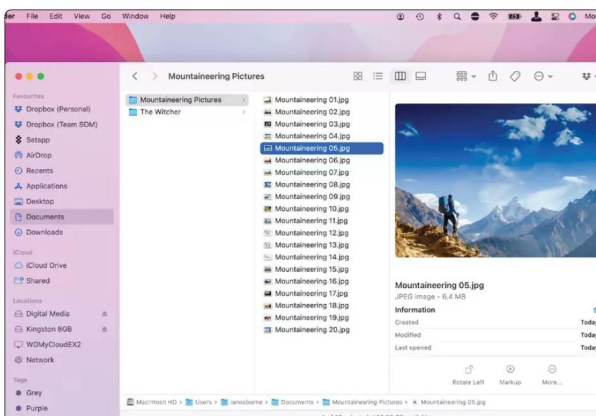 File Edit View Go Window Help
Mountaineering Pictures
Favourites
Dropbox (Personal)
Dropbox (Team BDM)
Setapp
AirDrop
Recents
Applications
Desktop
Documents
Downloads
iCloud
iCloud Drive
Shared
Locations
Digital Media
Kingston 8GB
WDMyCloudEX2
Network
Tags
Grey
Purple
Mountaineering Pictures
The Witcher
Mountaineering 01.jpg
Mountaineering 02.jpg
Mountaineering 03.jpg
Mountaineering 04.jpg
Mountaineering 05.jpg
Mountaineering 06.jpg
Mountaineering 07.jpg
Mountaineering 08.jpg
Mountaineering 09.jpg
Mountaineering 10.jpg
Mountaineering 11.jpg
Mountaineering 12.jpg
Mountaineering 13.jpg
Mountaineering 14.jpg
Mountaineering 15.jpg
Mountaineering 16.jpg
Mountaineering 17.jpg
Mountaineering 18.jpg
Mountaineering 19.jpg
Mountaineering 20.jpg
Mountaineering 05.jpg
JPEG image - 6.4 MB
Information
Created Today
Modified Today
Last opened Today
Rotate Left Markup More...
Macintosh HD › Users › ianosborne › Documents › Mountaineering Pictures › Mountaineering 05.jpg